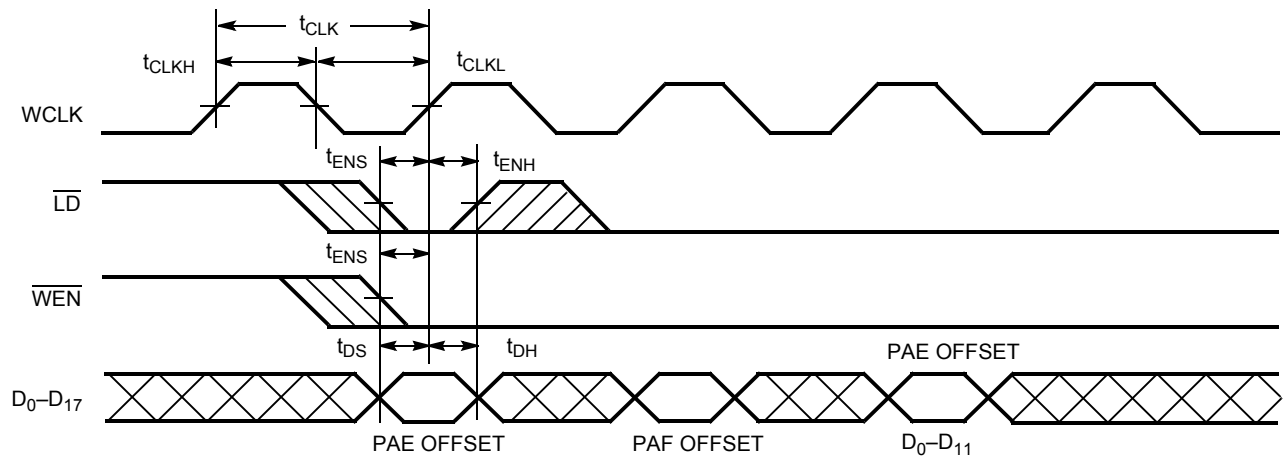 tCLK
tCLKH
tCLKL
WCLK
tENS
tENH
LD
tENS
WEN
tDS
tDH
PAE OFFSET
D0–D17
PAE OFFSET
PAF OFFSET
D0–D11